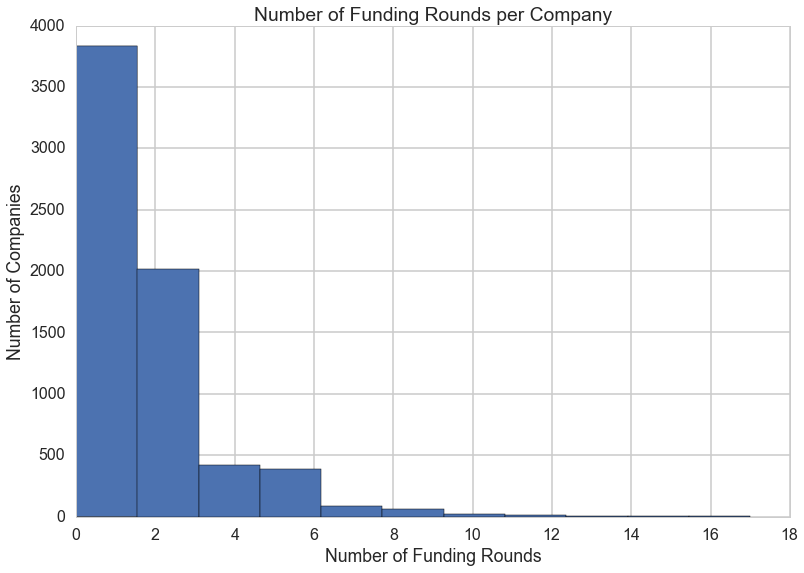 Number of Funding Rounds per Company
4000
3500
3000
2500
2000
1500
1000
500
0
Number of Companies
0 2 4 6 8 10 12 14 16 18
Number of Funding Rounds